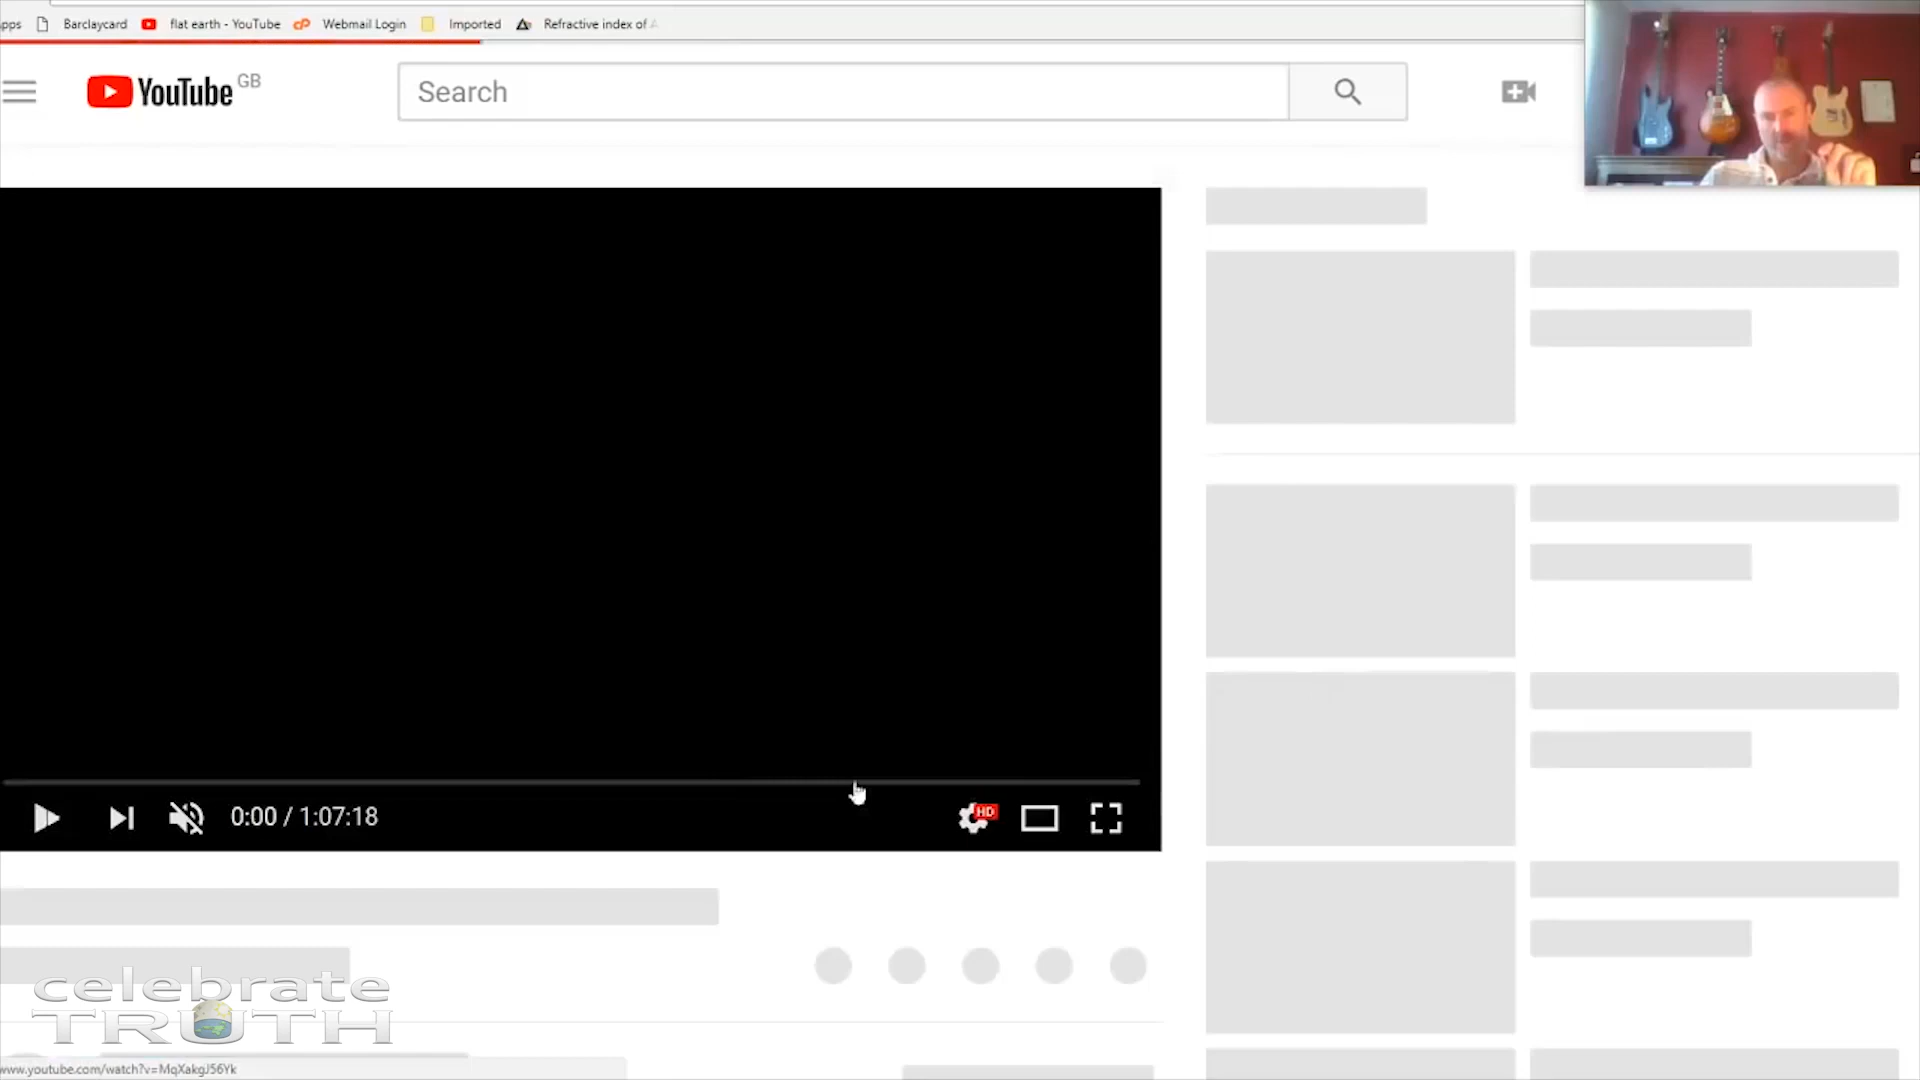 pps Barclaycard flat earth - YouTube cP Webmail Login Imported Refractive index of A
YouTube GB
Search
0:00 / 1:07:18
HD
celebrate
TRUTH
www.youtube.com/watch?v=MqXakgJ56Yk